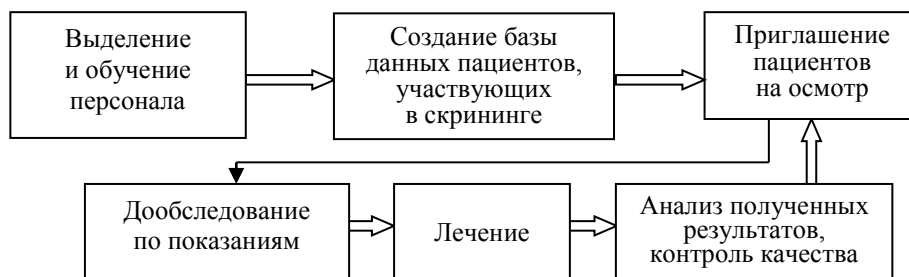 Выделение
и обучение
персонала
Создание базы
данных пациентов,
участвующих
в скрининге
Приглашение
пациентов
на осмотр
Дообследование
по показаниям
Лечение
Анализ полученных
результатов,
контроль качества